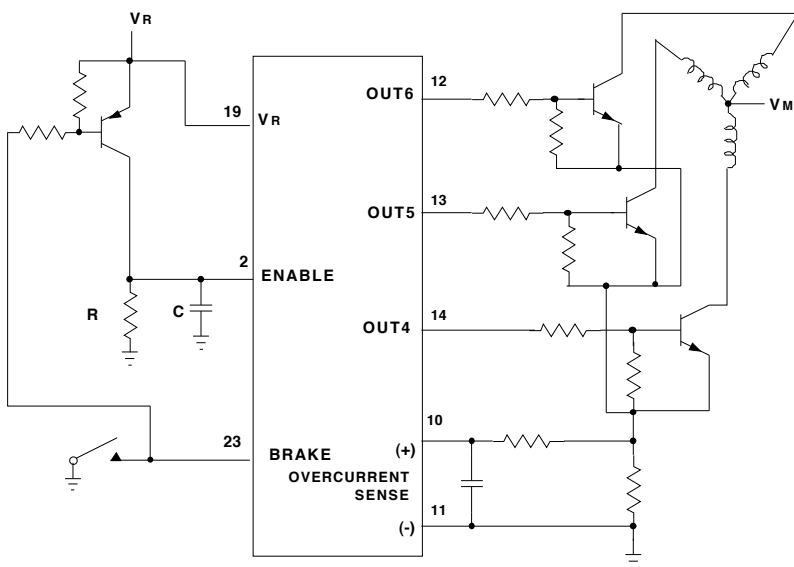 VR
19
VR
2
ENABLE
R
C
23
BRAKE
OVERCURRENT
SENSE
OUT6
12
OUT5
13
OUT4
14
(+)
10
(-)
11
VM